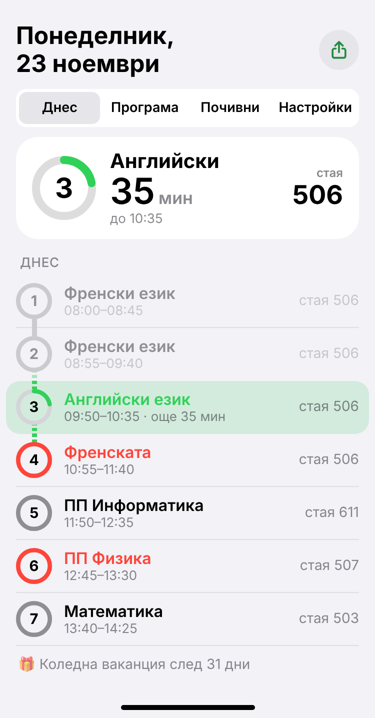 Понеделник,
23 ноември
Днес Програма Почивни Настройки
3
Английски
35 мин
до 10:35
стая
506
ДНЕС
1 Френски език стая 506
08:00–08:45
2 Френски език стая 506
08:55–09:40
3 Английски език стая 506
09:50–10:35 · още 35 мин
4 Френската стая 506
10:55–11:40
5 ПП Информатика стая 611
11:50–12:35
6 ПП Физика стая 507
12:45–13:30
7 Математика стая 503
13:40–14:25
🎁 Коледна ваканция след 31 дни